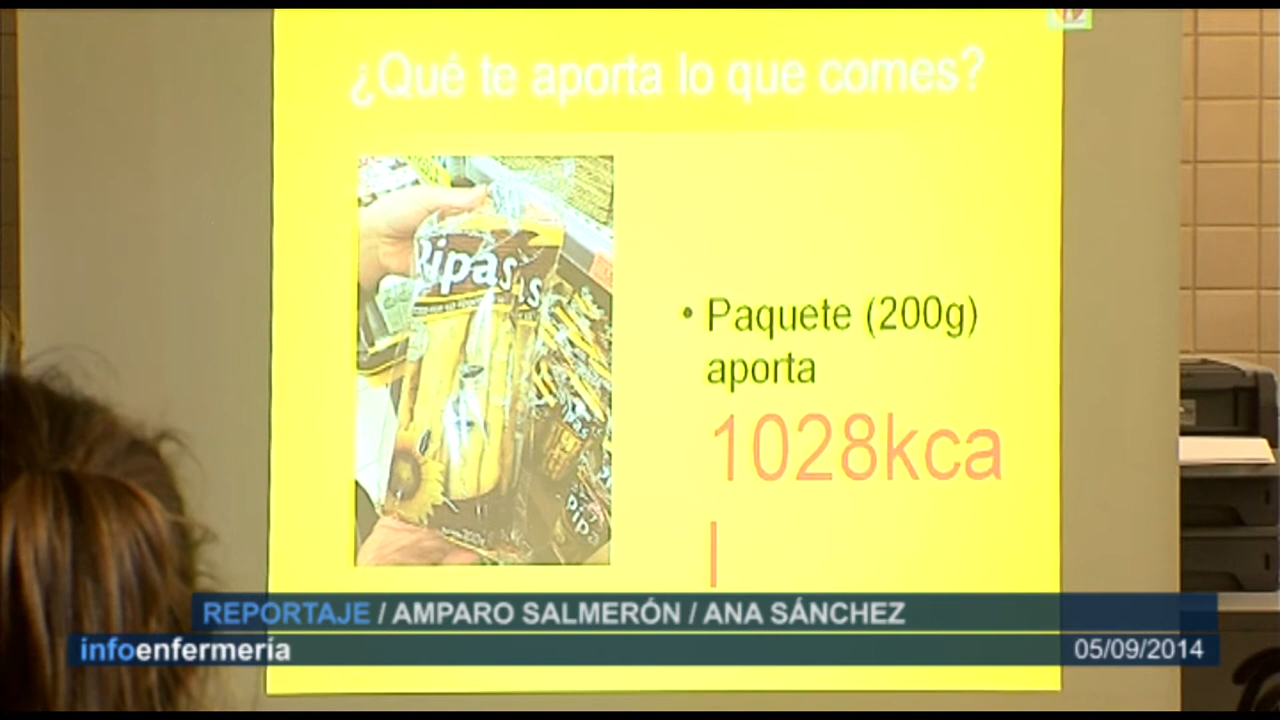 ¿Qué te aporta lo que comes?
Ripas
• Paquete (200g)
aporta
1028kca
l
REPORTAJE / AMPARO SALMERÓN / ANA SÁNCHEZ
infoenfermería
05/09/2014